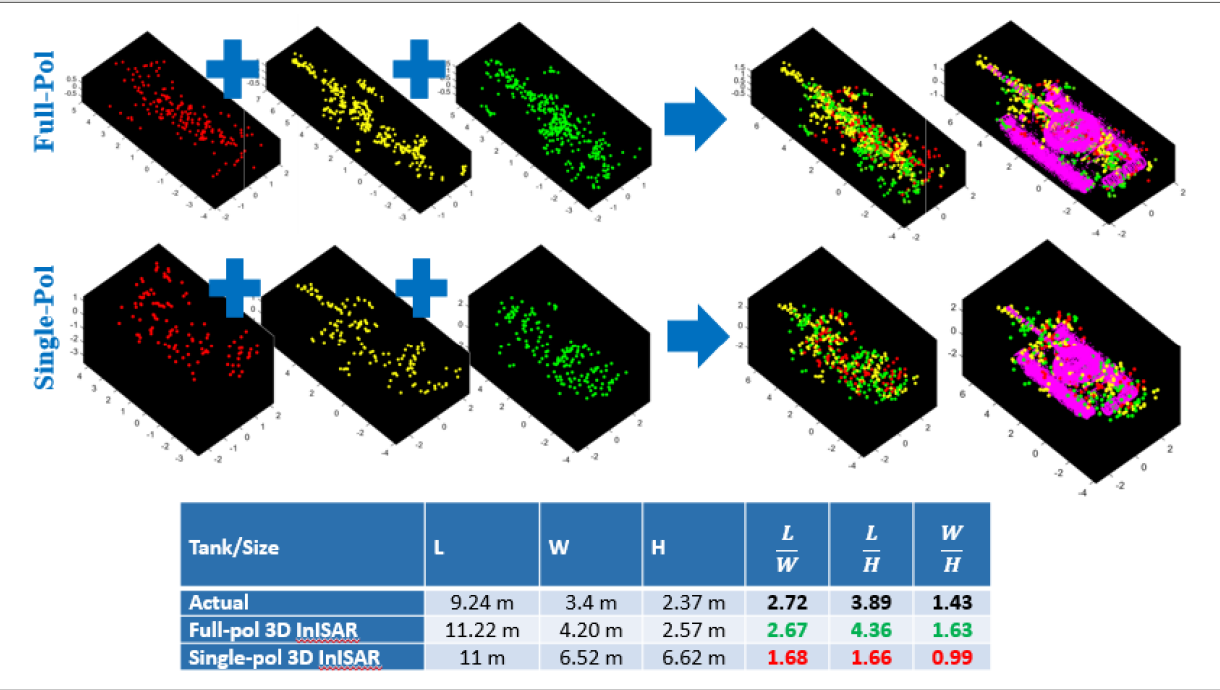 Full-Pol
Single-Pol
Tank/Size L W H L/W L/H W/H
Actual 9.24 m 3.4 m 2.37 m 2.72 3.89 1.43
Full-pol 3D InISAR 11.22 m 4.20 m 2.57 m 2.67 4.36 1.63
Single-pol 3D InISAR 11 m 6.52 m 6.62 m 1.68 1.66 0.99